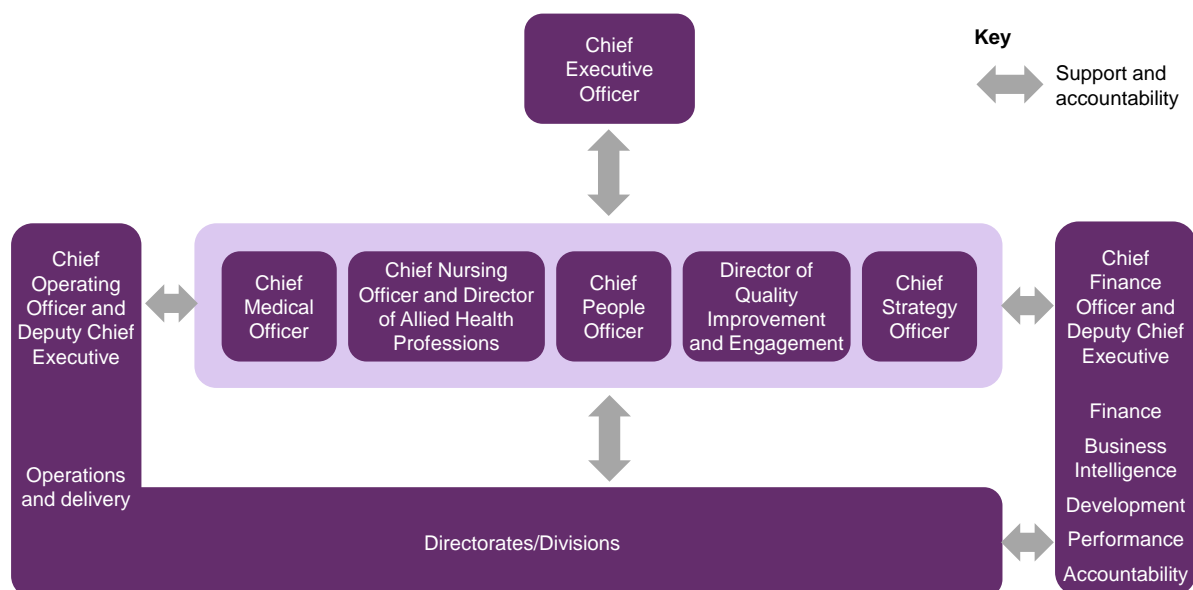 Chief
Executive
Officer
Key
Support and
accountability
Chief
Operating
Officer and
Deputy Chief
Executive
Operations
and delivery
Chief
Medical
Officer
Chief Nursing
Officer and Director
of Allied Health
Professions
Chief
People
Officer
Director of
Quality
Improvement
and Engagement
Chief
Strategy
Officer
Chief
Finance
Officer and
Deputy Chief
Executive
Finance
Business
Intelligence
Development
Performance
Accountability
Directorates/Divisions